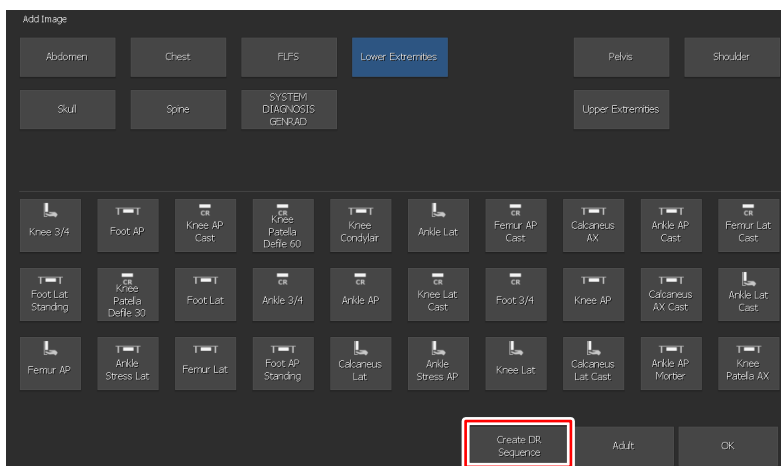 Add Image
Abdomen
Chest
FLFS
Lower Extremities
Pelvis
Shoulder
Skull
Spine
SYSTEM
DIAGNOSIS
GENRAD
Upper Extremities
Knee 3/4
T T
Foot AP
CR
Knee AP
Cast
CR
Knee
Patella
Defile 60
T T
Knee
Condylair
Ankle Lat
CR
Femur AP
Cast
T T
Calcaneus
AX
T T
Ankle AP
Cast
CR
Femur Lat
Cast
T T
Foot Lat
Standing
CR
Knee
Patella
Defile 30
T T
Foot Lat
CR
Ankle 3/4
CR
Ankle AP
CR
Knee Lat
Cast
CR
Foot 3/4
T T
Knee AP
T T
Calcaneus
AX Cast
Ankle Lat
Cast
Femur AP
T T
Ankle
Stress Lat
T T
Femur Lat
T T
Foot AP
Standing
Calcaneus
Lat
Ankle
Stress AP
Knee Lat
Calcaneus
Lat Cast
T T
Ankle AP
Mortier
T T
Knee
Patella AX
Create DR
Sequence
Adult
OK